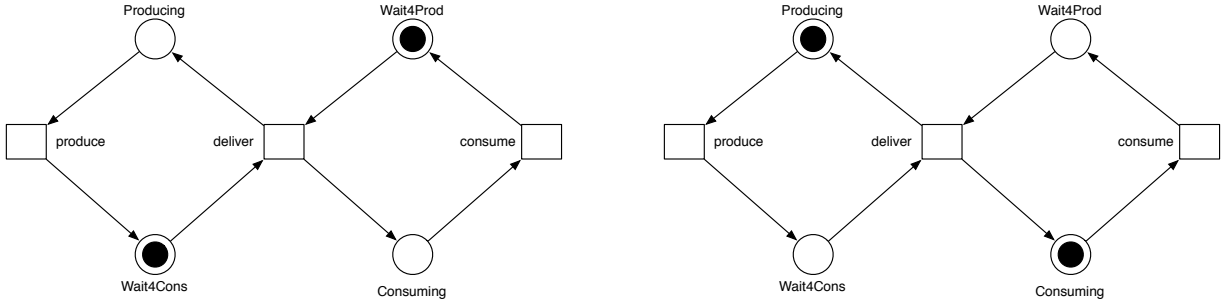 Producing
Wait4Prod
produce
deliver
consume
Wait4Cons
Consuming
Producing
Wait4Prod
produce
deliver
consume
Wait4Cons
Consuming